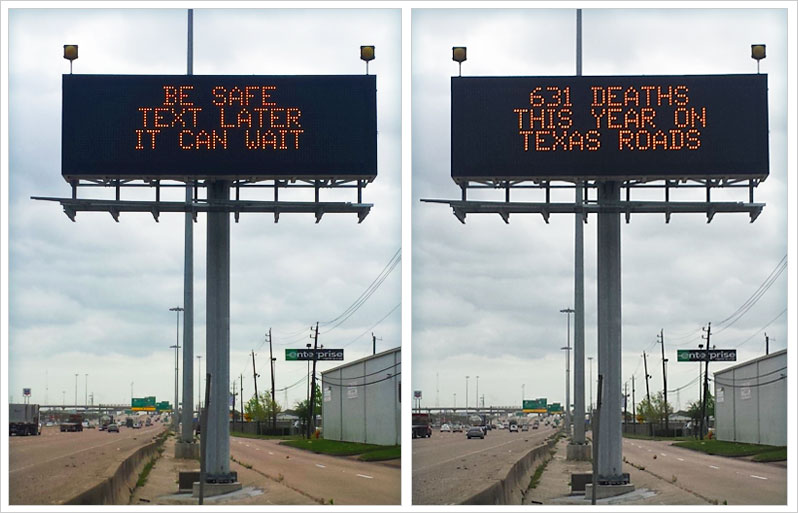 BE SAFE
TEXT LATER
IT CAN WAIT
enterprise
631 DEATHS
THIS YEAR ON
TEXAS ROADS
enterprise